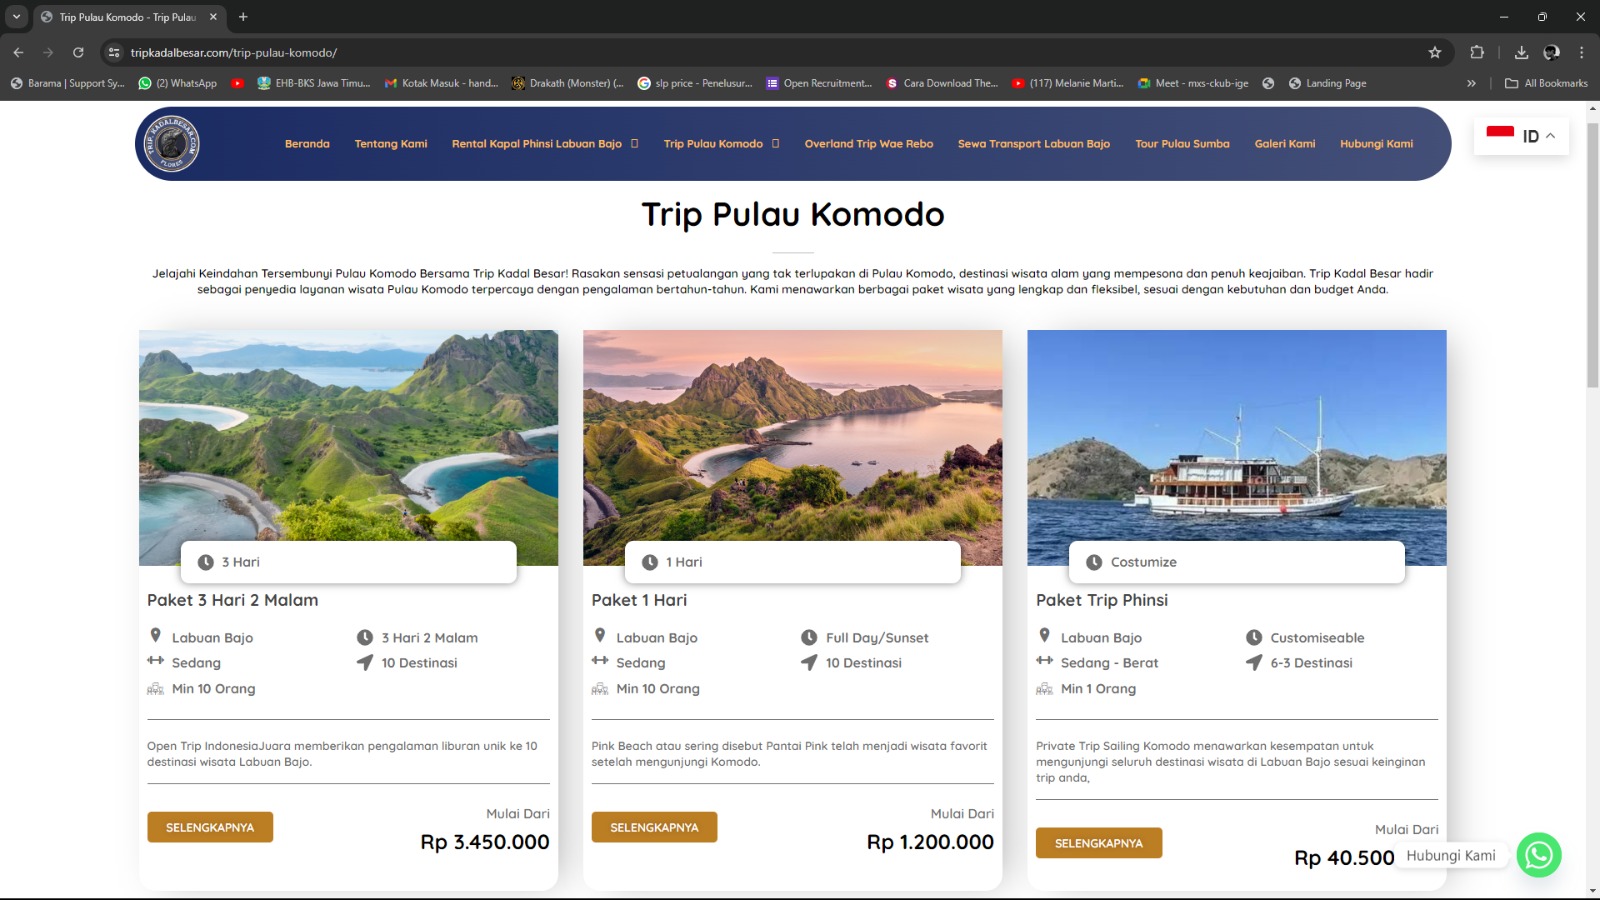 Trip Pulau Komodo - Trip Pulau
tripkadalbesar.com/trip-pulau-komodo/
Barama | Support Sy...
(2) WhatsApp
EHB-BKS Jawa Timu...
Kotak Masuk - hand...
Drakath (Monster) (...
slp price - Penelusur...
Open Recruitment...
Cara Download The...
(117) Melanie Marti...
Meet - mxs-ckub-ige
Landing Page
All Bookmarks
TRIP KADALBESAR.COM
FLORES
Beranda
Tentang Kami
Rental Kapal Phinsi Labuan Bajo
Trip Pulau Komodo
Overland Trip Wae Rebo
Sewa Transport Labuan Bajo
Tour Pulau Sumba
Galeri Kami
Hubungi Kami
ID
Trip Pulau Komodo
Jelajahi Keindahan Tersembunyi Pulau Komodo Bersama Trip Kadal Besar! Rasakan sensasi petualangan yang tak terlupakan di Pulau Komodo, destinasi wisata alam yang mempesona dan penuh keajaiban. Trip Kadal Besar hadir
sebagai penyedia layanan wisata Pulau Komodo terpercaya dengan pengalaman bertahun-tahun. Kami menawarkan berbagai paket wisata yang lengkap dan fleksibel, sesuai dengan kebutuhan dan budget Anda.
3 Hari
Paket 3 Hari 2 Malam
Labuan Bajo
3 Hari 2 Malam
Sedang
10 Destinasi
Min 10 Orang
Open Trip IndonesiaJuara memberikan pengalaman liburan unik ke 10
destinasi wisata Labuan Bajo.
SELENGKAPNYA
Mulai Dari
Rp 3.450.000
1 Hari
Paket 1 Hari
Labuan Bajo
Full Day/Sunset
Sedang
10 Destinasi
Min 10 Orang
Pink Beach atau sering disebut Pantai Pink telah menjadi wisata favorit
setelah mengunjungi Komodo.
SELENGKAPNYA
Mulai Dari
Rp 1.200.000
Costumize
Paket Trip Phinsi
Labuan Bajo
Customiseable
Sedang - Berat
6-3 Destinasi
Min 1 Orang
Private Trip Sailing Komodo menawarkan kesempatan untuk
mengunjungi seluruh destinasi wisata di Labuan Bajo sesuai keinginan
trip anda,
SELENGKAPNYA
Mulai Dari
Rp 40.500
Hubungi Kami